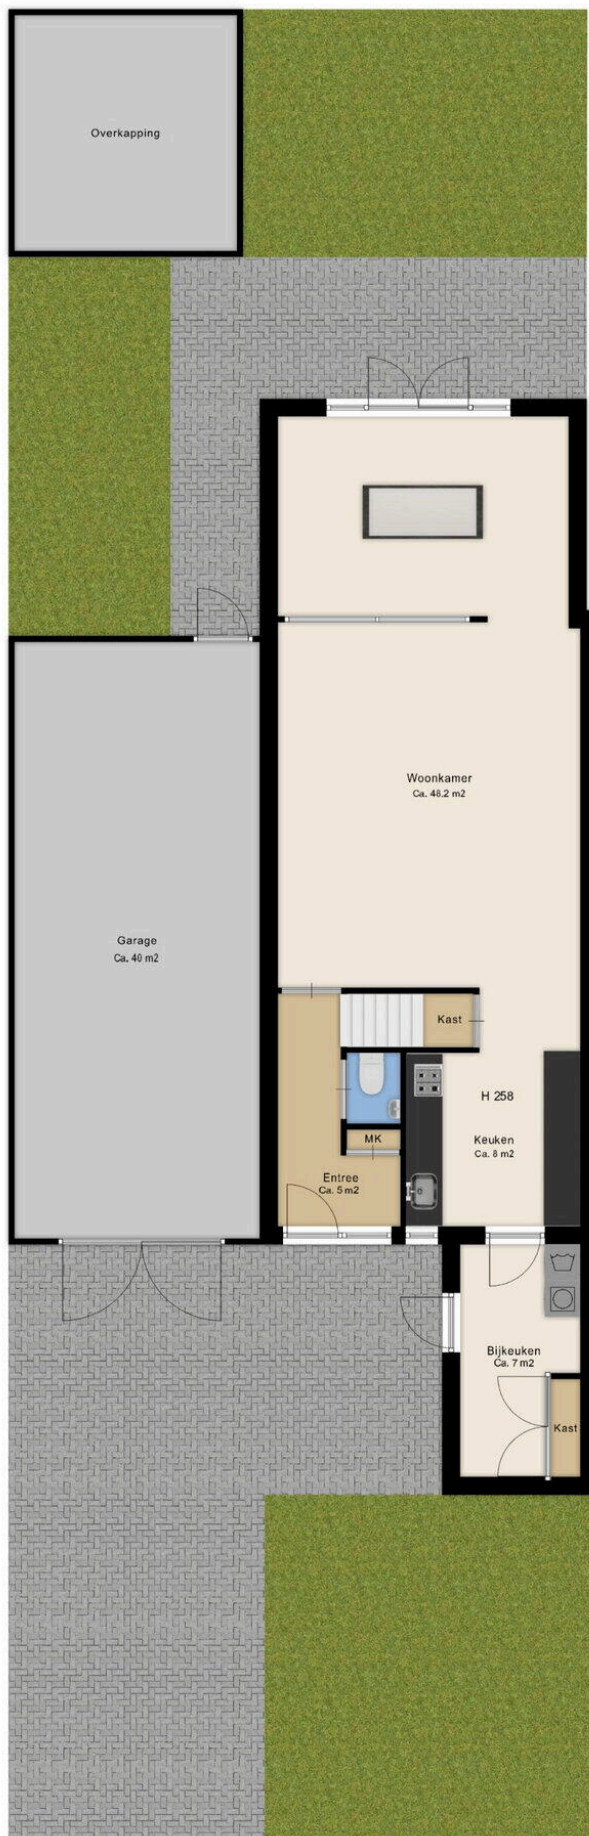 Overkapping
Woonkamer
Ca. 48.2 m2
Garage
Ca. 40 m2
Kast
H 258
MK
Keuken
Ca. 8 m2
Entree
Ca. 5 m2
Bijkeuken
Ca. 7 m2
Kast